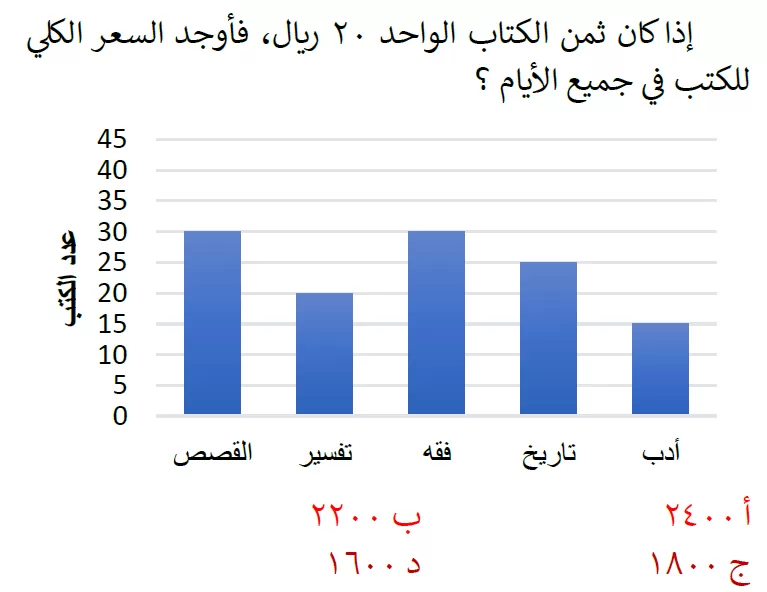 إذا كان ثمن الكتاب الواحد ٢٠ ريال، فأوجد السعر الكلي
للكتب في جميع الأيام ؟
45
40
35
30
25
20
15
10
5
0
عدد الكتب
القصص تفسير فقه تاريخ أدب
أ ٢٤٠٠ ب ٢٢٠٠
ج ١٨٠٠ د ١٦٠٠